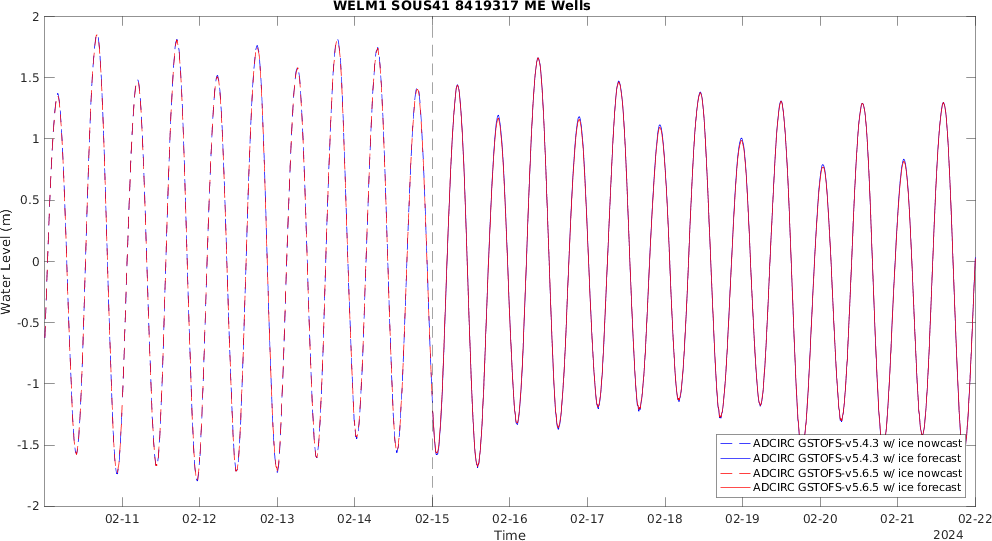 WELM1 SOUS41 8419317 ME Wells
2
1.5
1
0.5
0
-0.5
-1
-1.5
-2
Water Level (m)
ADCIRC GSTOFS-v5.4.3 w/ ice nowcast
ADCIRC GSTOFS-v5.4.3 w/ ice forecast
ADCIRC GSTOFS-v5.6.5 w/ ice nowcast
ADCIRC GSTOFS-v5.6.5 w/ ice forecast
02-11 02-12 02-13 02-14 02-15 02-16 02-17 02-18 02-19 02-20 02-21 02-22
Time
2024